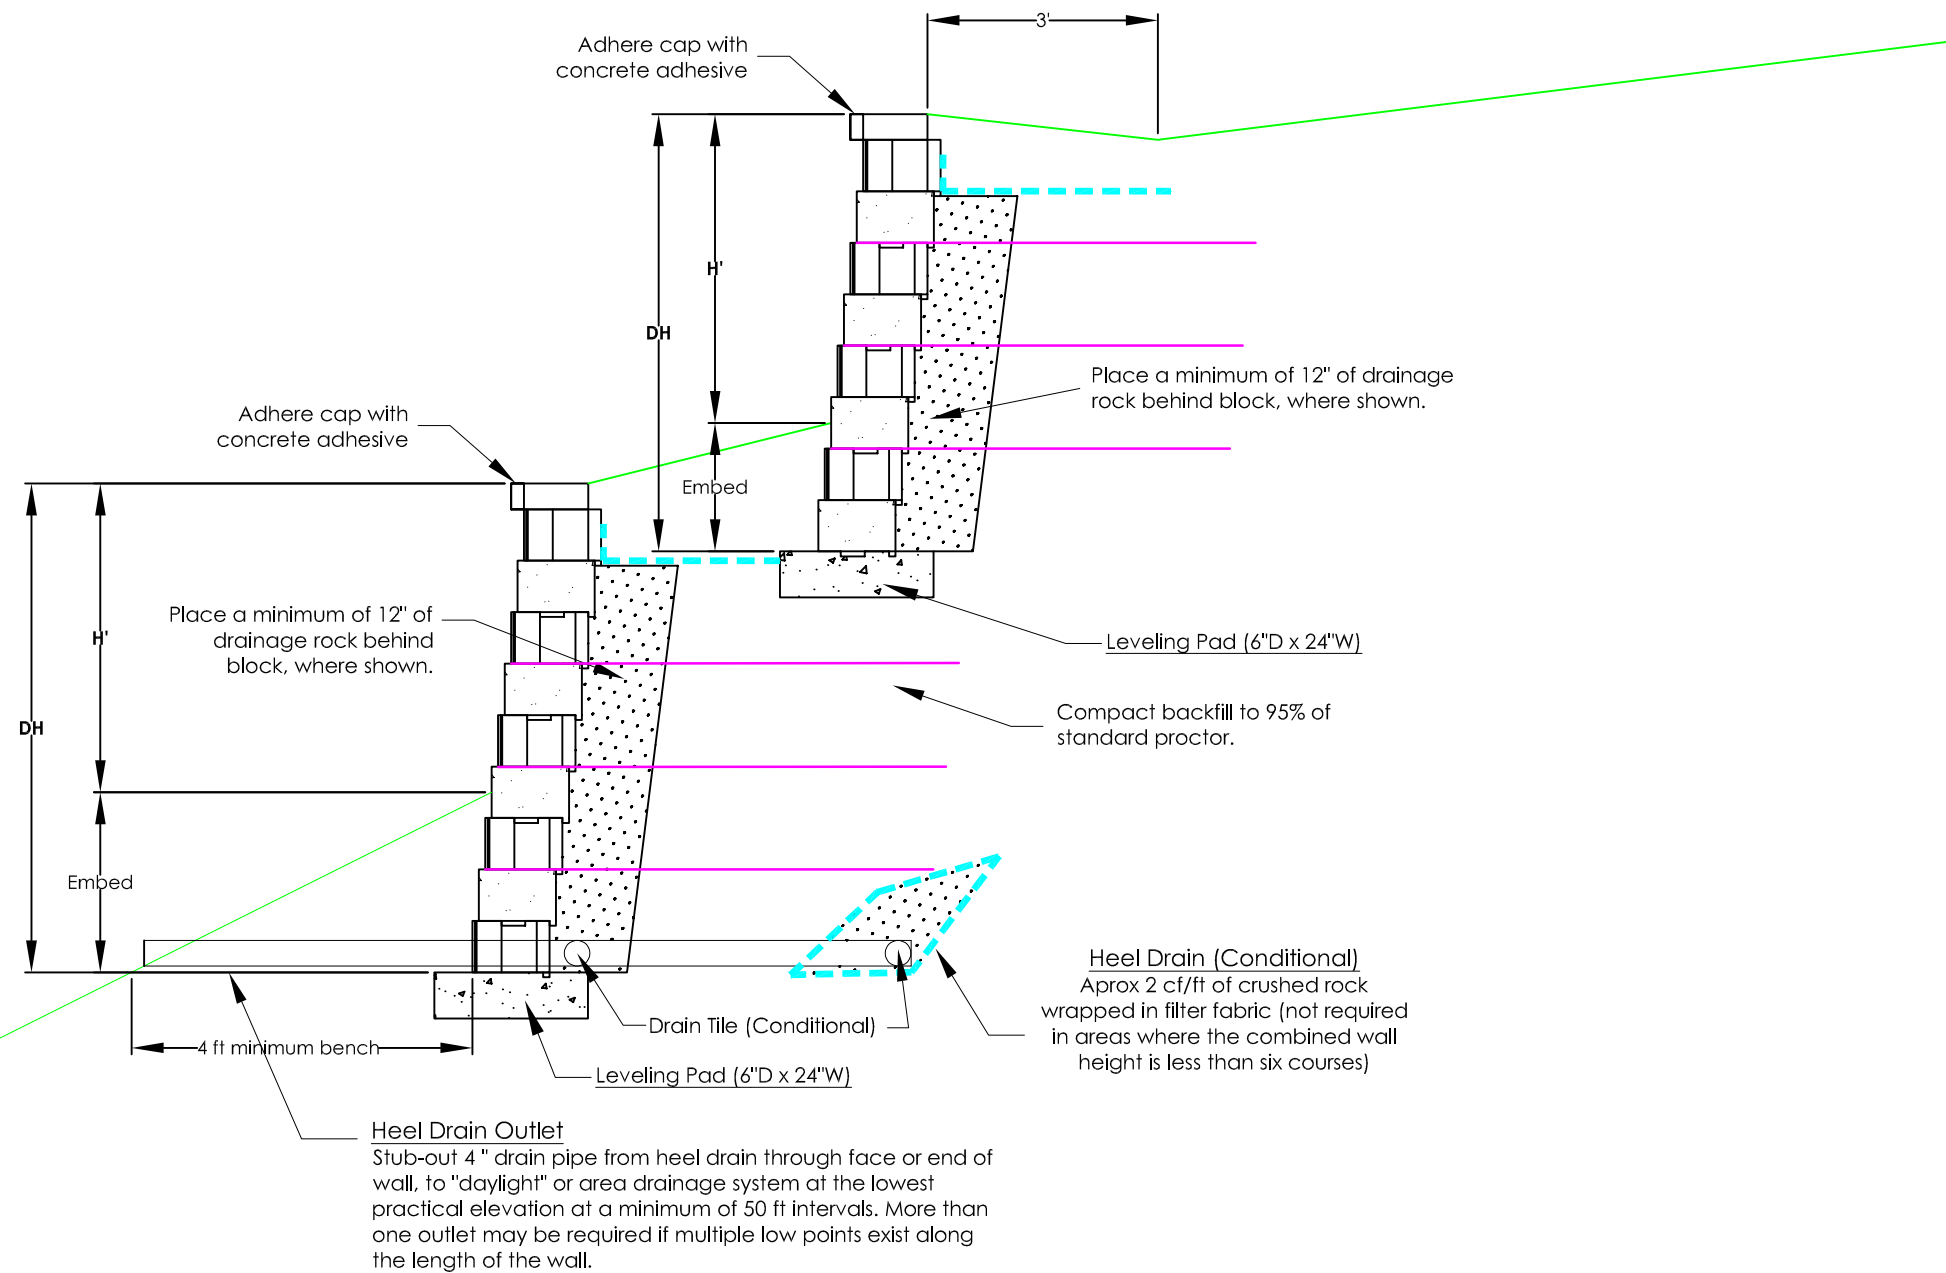 3'
Adhere cap with
concrete adhesive
H'
DH
Place a minimum of 12" of drainage
rock behind block, where shown.
Adhere cap with
concrete adhesive
Embed
Place a minimum of 12" of
drainage rock behind
block, where shown.
H'
Leveling Pad (6"D x 24"W)
DH
Compact backfill to 95% of
standard proctor.
Embed
Heel Drain (Conditional)
Aprox 2 cf/ft of crushed rock
wrapped in filter fabric (not required
in areas where the combined wall
height is less than six courses)
Drain Tile (Conditional)
4 ft minimum bench
Leveling Pad (6"D x 24"W)
Heel Drain Outlet
Stub-out 4 " drain pipe from heel drain through face or end of
wall, to "daylight" or area drainage system at the lowest
practical elevation at a minimum of 50 ft intervals. More than
one outlet may be required if multiple low points exist along
the length of the wall.